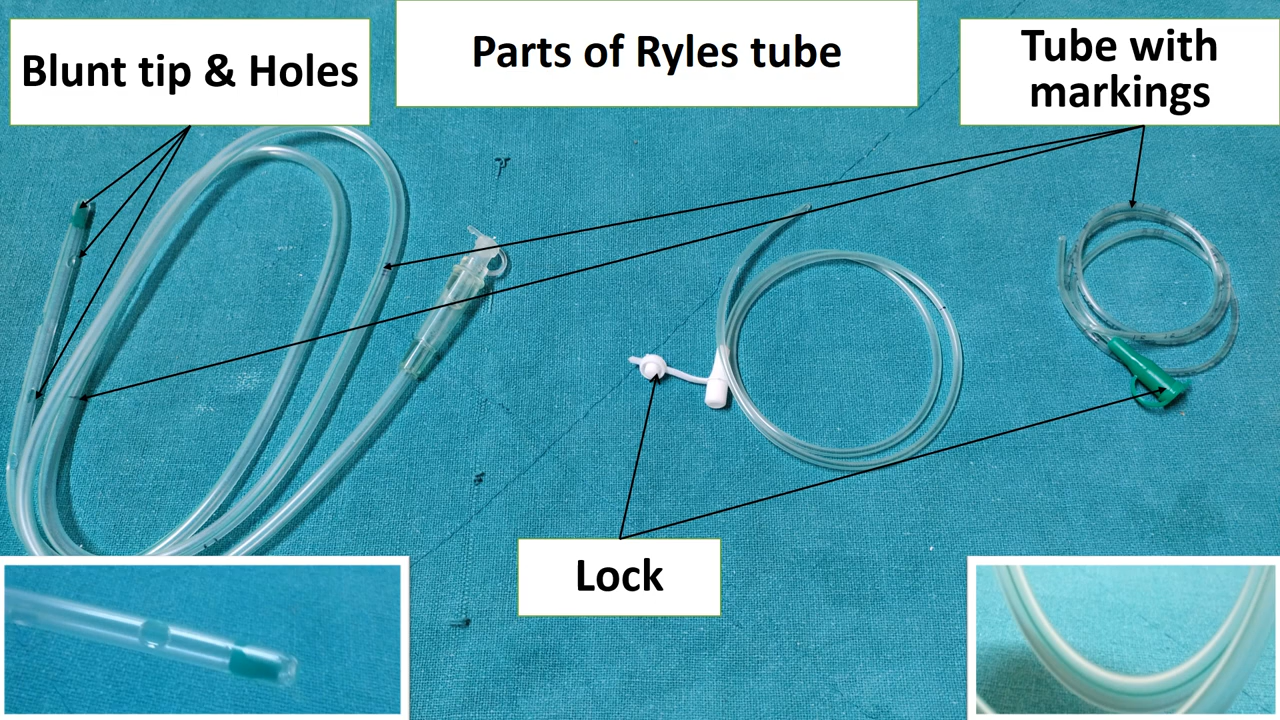 Parts of Ryles tube
Blunt tip & Holes
Tube with
markings
Lock